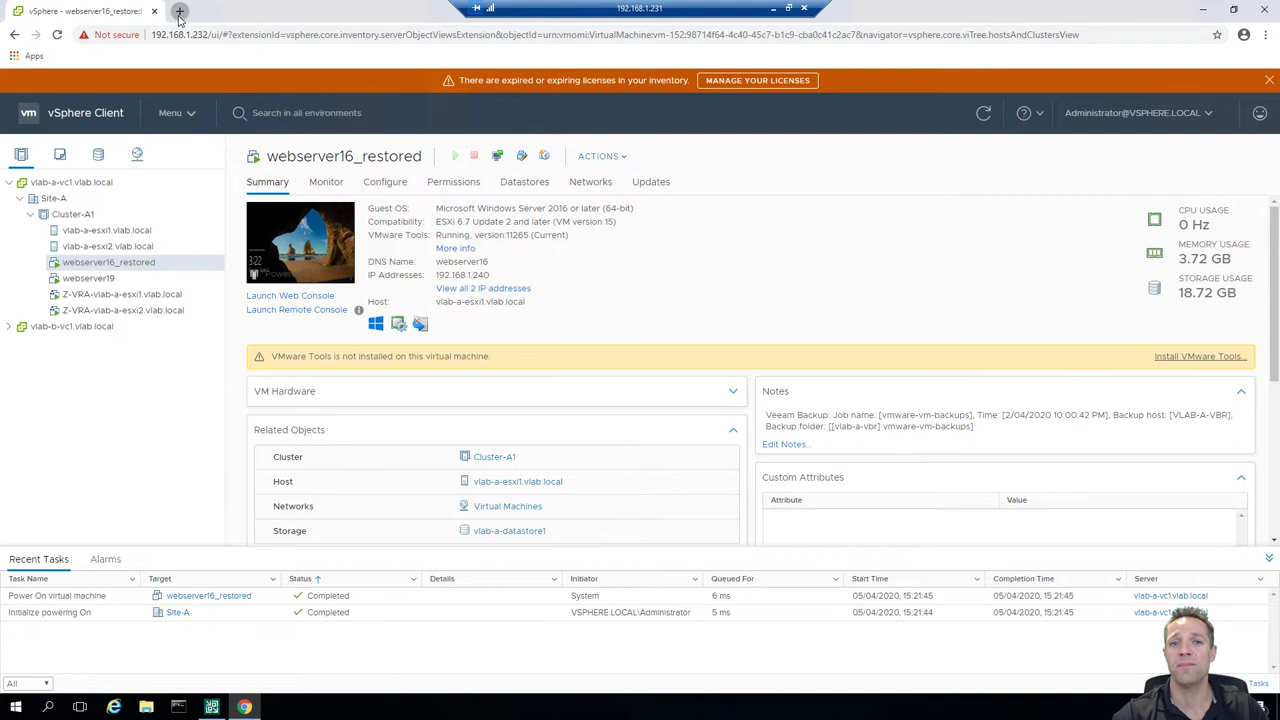 vSphere - webserver16_restored
192.168.1.231
Not secure
192.168.1.232/ui/#?extensionId=vsphere.core.inventory.serverObjectViewsExtension&objectId=urn:vmomi:VirtualMachine:vm-152:98714f64-4c40-45c7-b1c9-cba0c41c2ac7&navigator=vsphere.core.viTree.hostsAndClustersView
Apps
There are expired or expiring licenses in your inventory.
MANAGE YOUR LICENSES
vm
vSphere Client
Menu
Search in all environments
Administrator@VSPHERE.LOCAL
webserver16_restored
ACTIONS
Summary
Monitor
Configure
Permissions
Datastores
Networks
Updates
vlab-a-vc1.vlab.local
Site-A
Cluster-A1
vlab-a-esxi1.vlab.local
vlab-a-esxi2.vlab.local
webserver16_restored
webserver19
Z-VRA-vlab-a-esxi1.vlab.local
Z-VRA-vlab-a-esxi2.vlab.local
vlab-b-vc1.vlab.local
3:22
Launch Web Console
Launch Remote Console
Guest OS: Microsoft Windows Server 2016 or later (64-bit)
Compatibility: ESXi 6.7 Update 2 and later (VM version 15)
VMware Tools: Running, version:11265 (Current)
More info
DNS Name: webserver16
IP Addresses: 192.168.1.240
View all 2 IP addresses
Host: vlab-a-esxi1.vlab.local
CPU USAGE
0 Hz
MEMORY USAGE
3.72 GB
STORAGE USAGE
18.72 GB
VMware Tools is not installed on this virtual machine.
Install VMware Tools...
VM Hardware
Related Objects
Cluster Cluster-A1
Host vlab-a-esxi1.vlab.local
Networks Virtual Machines
Storage vlab-a-datastore1
Notes
Veeam Backup: Job name: [vmware-vm-backups], Time: [2/04/2020 10:00:42 PM], Backup host: [VLAB-A-VBR],
Backup folder: [[vlab-a-vbr] vmware-vm-backups]
Edit Notes...
Custom Attributes
Attribute Value
Recent Tasks
Alarms
Task Name Target Status Details Initiator Queued For Start Time Completion Time Server
Power On virtual machine webserver16_restored Completed System 6 ms 05/04/2020, 15:21:45 05/04/2020, 15:21:45 vlab-a-vc1.vlab.local
Initialize powering On Site-A Completed VSPHERE.LOCAL\Administrator 5 ms 05/04/2020, 15:21:44 05/04/2020, 15:21:45
All
Tasks